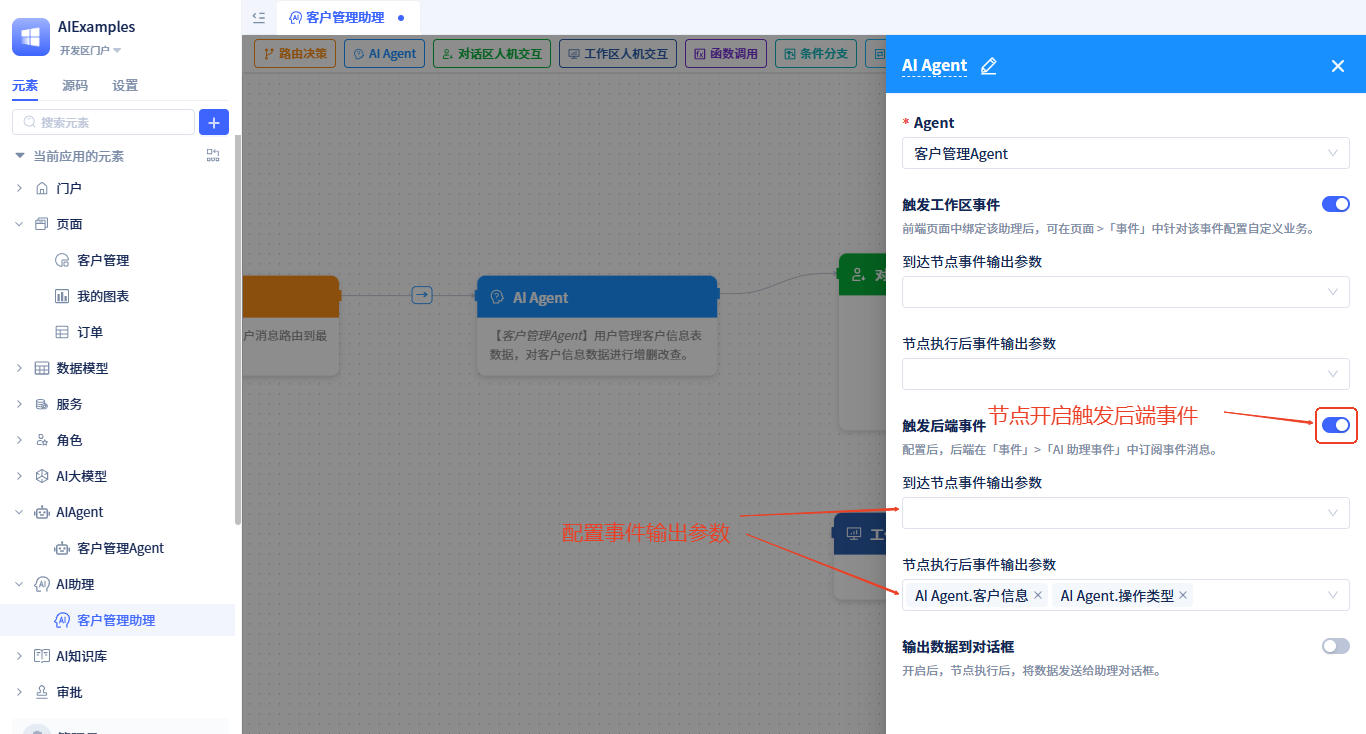 AIExamples
开发区门户
元素
源码
设置
搜索元素
当前应用的元素
门户
页面
客户管理
我的图表
订单
数据模型
服务
角色
AI大模型
AIAgent
客户管理Agent
AI助理
客户管理助理
AI知识库
审批
客户管理助理
路由决策
AI Agent
对话区人机交互
工作区人机交互
函数调用
条件分支
户消息路由到最
AI Agent
【客户管理Agent】用户管理客户信息表
数据，对客户信息数据进行增删改查。
AI Agent
* Agent
客户管理Agent
触发工作区事件
前端页面中绑定该助理后，可在页面 >「事件」中针对该事件配置自定义业务。
到达节点事件输出参数
节点执行后事件输出参数
节点开启触发后端事件
触发后端事件
配置后，后端在「事件」>「AI 助理事件」中订阅事件消息。
到达节点事件输出参数
配置事件输出参数
节点执行后事件输出参数
AI Agent.客户信息 ×
AI Agent.操作类型 ×
输出数据到对话框
开启后，节点执行后，将数据发送给助理对话框。